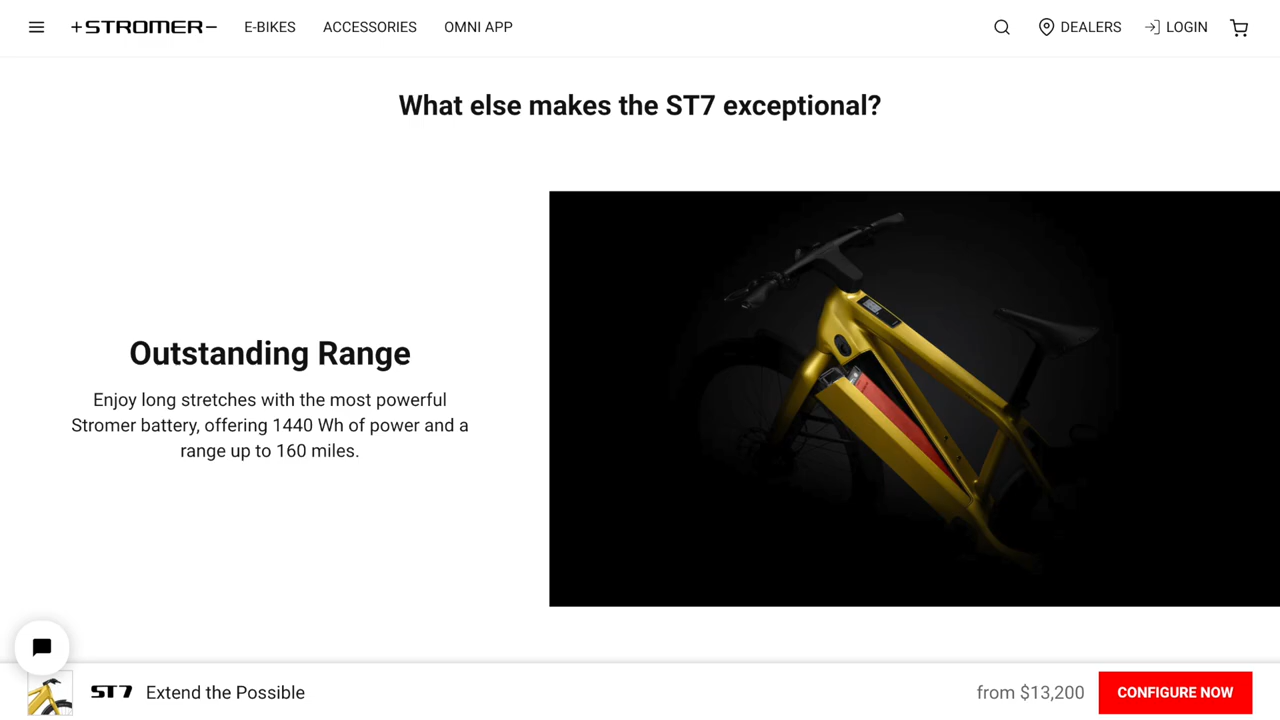 +STROMER−
E-BIKES
ACCESSORIES
OMNI APP
DEALERS
LOGIN
What else makes the ST7 exceptional?
Outstanding Range
Enjoy long stretches with the most powerful
Stromer battery, offering 1440 Wh of power and a
range up to 160 miles.
ST7
Extend the Possible
from $13,200
CONFIGURE NOW